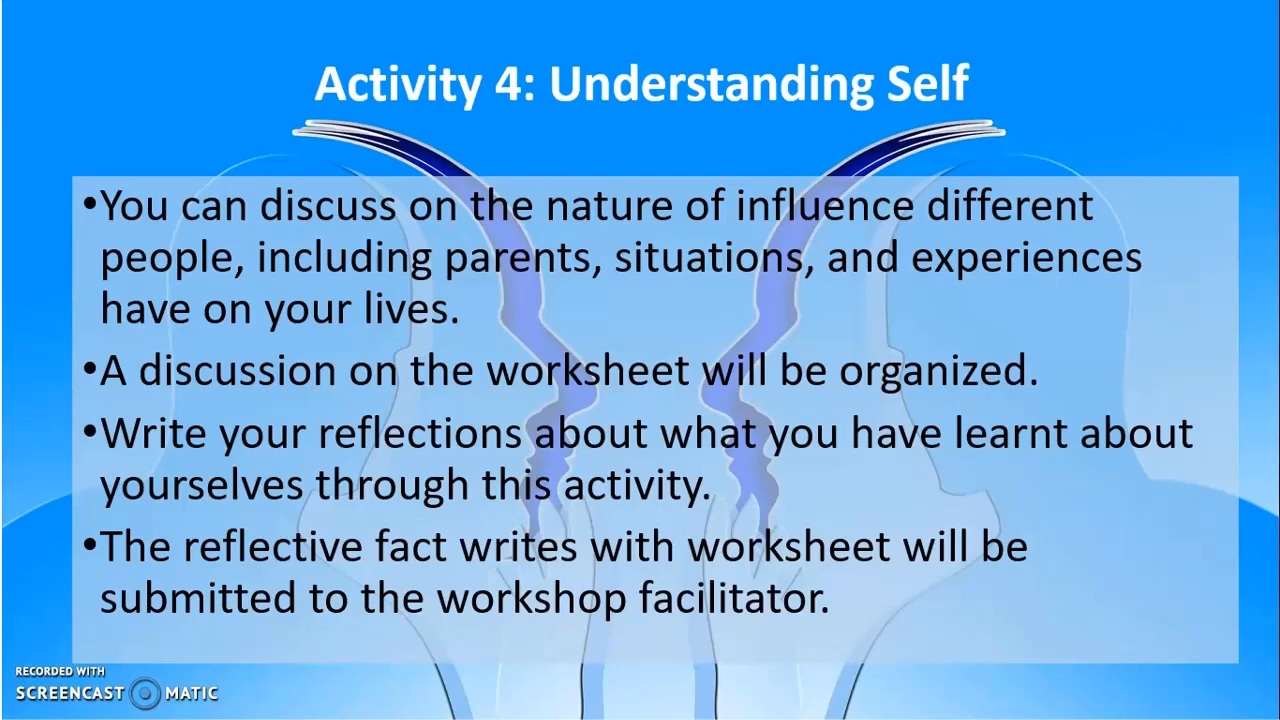 Activity 4: Understanding Self
•You can discuss on the nature of influence different
people, including parents, situations, and experiences
have on your lives.
•A discussion on the worksheet will be organized.
•Write your reflections about what you have learnt about
yourselves through this activity.
•The reflective fact writes with worksheet will be
submitted to the workshop facilitator.
RECORDED WITH
SCREENCAST MATIC